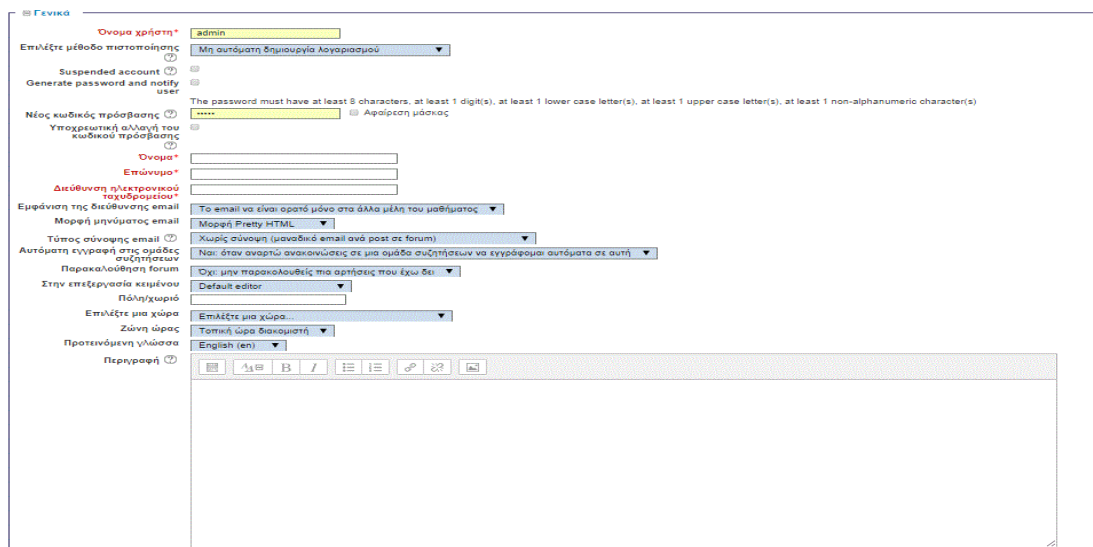 Γενικά
Όνομα χρήστη* admin
Επιλέξτε μέθοδο πιστοποίησης Μη αυτόματη δημιουργία λογαριασμού
Suspended account
Generate password and notify
user
The password must have at least 8 characters, at least 1 digit(s), at least 1 lower case letter(s), at least 1 upper case letter(s), at least 1 non-alphanumeric character(s)
Νέος κωδικός πρόσβασης ••••• Αφαίρεση μάσκας
Υποχρεωτική αλλαγή του
κωδικού πρόσβασης
Όνομα*
Επώνυμο*
Διεύθυνση ηλεκτρονικού
ταχυδρομείου*
Εμφάνιση της διεύθυνσης email Το email να είναι ορατό μόνο στα άλλα μέλη του μαθήματος
Μορφή μηνύματος email Μορφή Pretty HTML
Τύπος σύνοψης email Χωρίς σύνοψη (μοναδικό email ανά post σε forum)
Αυτόματη εγγραφή στις ομάδες
συζητήσεων Ναι: όταν αναρτώ ανακοινώσεις σε μια ομάδα συζητήσεων να εγγράφομαι αυτόματα σε αυτή
Παρακολούθηση forum Όχι: μην παρακολουθείς πια αρτήσεις που έχω δει
Στην επεξεργασία κειμένου Default editor
Πόλη/χωριό
Επιλέξτε μια χώρα Επιλέξτε μια χώρα...
Ζώνη ώρας Τοπική ώρα διακομιστή
Προτεινόμενη γλώσσα English (en)
Περιγραφή